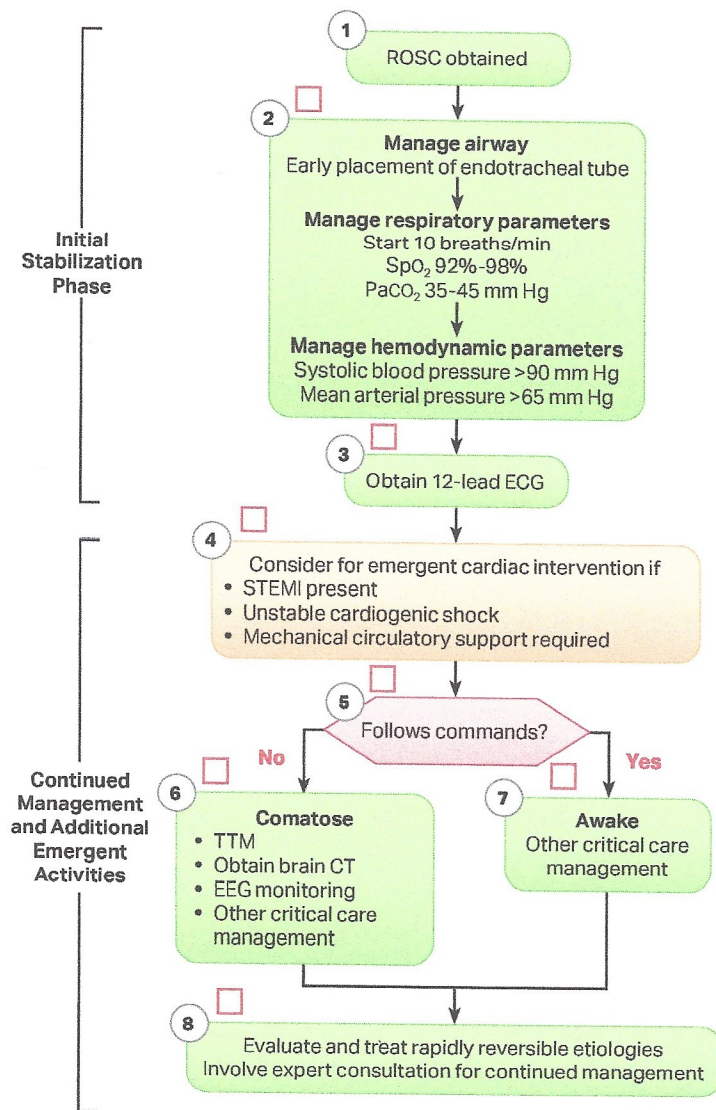 1
ROSC obtained
2
Manage airway
Early placement of endotracheal tube
Manage respiratory parameters
Start 10 breaths/min
SpO₂ 92%-98%
PaCO₂ 35-45 mm Hg
Manage hemodynamic parameters
Systolic blood pressure >90 mm Hg
Mean arterial pressure >65 mm Hg
Initial
Stabilization
Phase
3
Obtain 12-lead ECG
4
Consider for emergent cardiac intervention if
• STEMI present
• Unstable cardiogenic shock
• Mechanical circulatory support required
5
Follows commands?
No
Yes
Continued
Management
and Additional
Emergent
Activities
6
Comatose
• TTM
• Obtain brain CT
• EEG monitoring
• Other critical care
management
7
Awake
Other critical care
management
8
Evaluate and treat rapidly reversible etiologies
Involve expert consultation for continued management